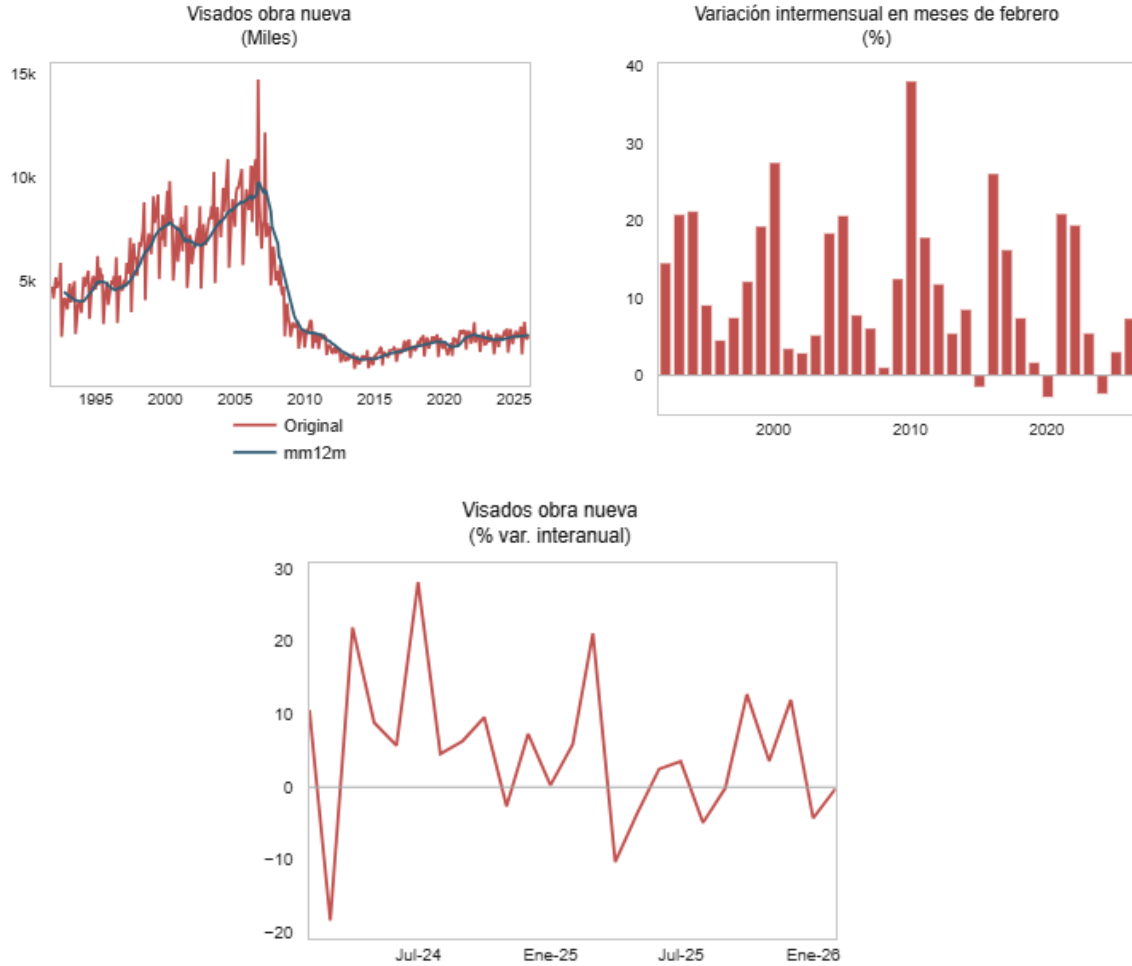 Visados obra nueva
(Miles)
15k
10k
5k
1995
2000
2005
2010
2015
2020
2025
Original
mm12m
Variación intermensual en meses de febrero
(%)
40
30
20
10
0
2000
2010
2020
Visados obra nueva
(% var. interanual)
30
20
10
0
−10
−20
Jul-24
Ene-25
Jul-25
Ene-26